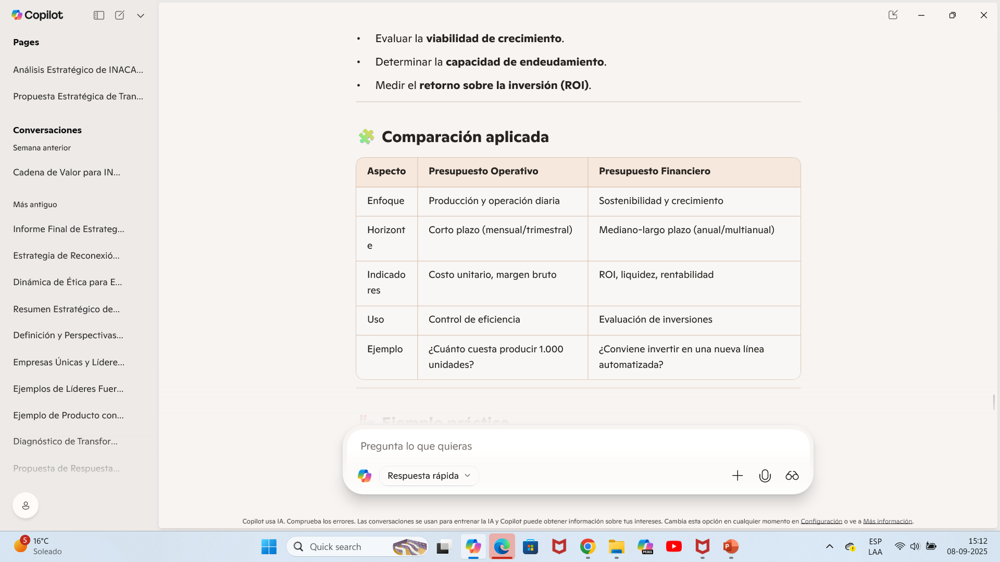 Copilot
Pages
Análisis Estratégico de INACA...
Propuesta Estratégica de Tran...
Conversaciones
Semana anterior
Cadena de Valor para IN...
Más antiguo
Informe Final de Estrateg...
Estrategia de Reconexió...
Dinámica de Ética para E...
Resumen Estratégico de...
Definición y Perspectivas...
Empresas Únicas y Lídere...
Ejemplos de Líderes Fuer...
Ejemplo de Producto con...
Diagnóstico de Transfor...
Propuesta de Respuesta...
• Evaluar la viabilidad de crecimiento.
• Determinar la capacidad de endeudamiento.
• Medir el retorno sobre la inversión (ROI).
Comparación aplicada
Aspecto Presupuesto Operativo Presupuesto Financiero
Enfoque Producción y operación diaria Sostenibilidad y crecimiento
Horizont Corto plazo (mensual/trimestral) Mediano-largo plazo (anual/multianual)
e
Indicado Costo unitario, margen bruto ROI, liquidez, rentabilidad
res
Uso Control de eficiencia Evaluación de inversiones
Ejemplo ¿Cuánto cuesta producir 1.000 ¿Conviene invertir en una nueva línea
unidades? automatizada?
Ejemplo práctico
Pregunta lo que quieras
Respuesta rápida
Copilot usa IA. Comprueba los errores. Las conversaciones se usan para entrenar la IA y Copilot puede obtener información sobre tus intereses. Cambia esta opción en cualquier momento en Configuración o ve a Más información.
5
16°C
Soleado
Quick search
M365
P
ESP
LAA
15:12
08-09-2025